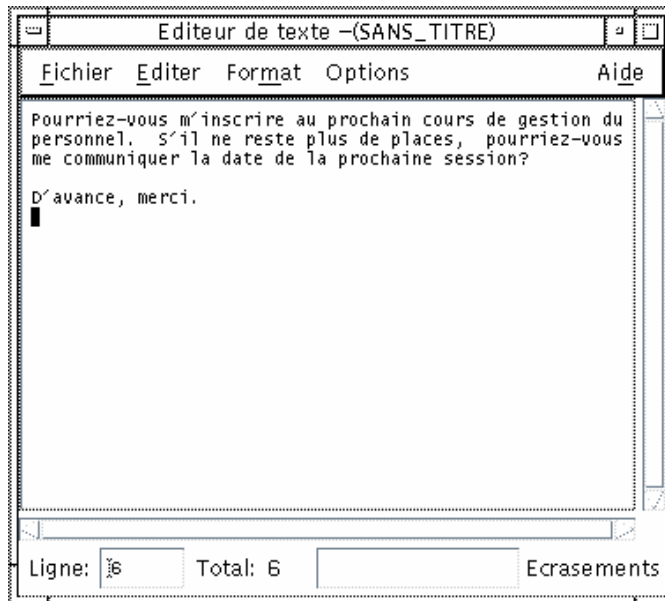 Editeur de texte –(SANS_TITRE)
Fichier Editer Format Options Aide
Pourriez-vous m´inscrire au prochain cours de gestion du
personnel.  S´il ne reste plus de places,  pourriez-vous
me communiquer la date de la prochaine session?
D´avance, merci.
Ligne: 6 Total: 6 Ecrasements